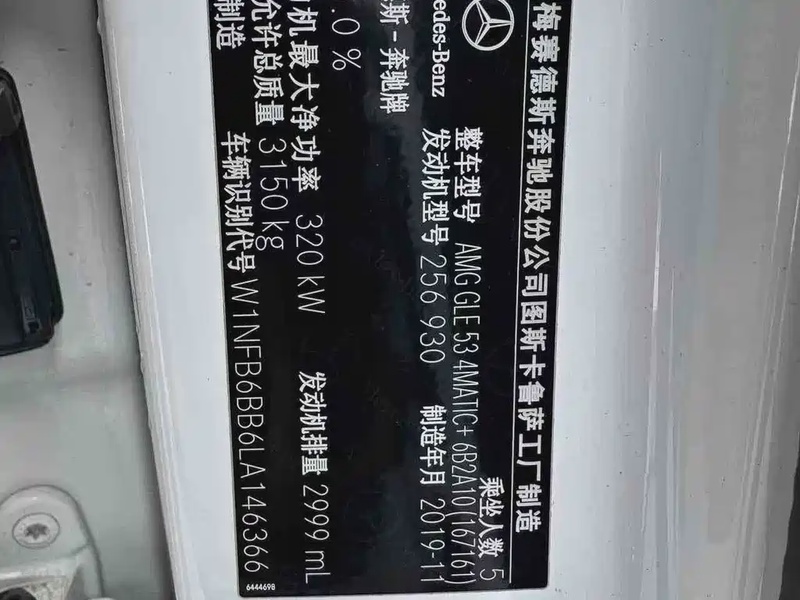 梅赛德斯奔驰股份公司图斯卡鲁萨工厂制造
乘坐人数 5
整车型号 AMG GLE 53 4MATIC+ 6B2A10(167161)
edes-Benz
发动机型号 256 930 制造年月 2019-11
斯-奔驰牌
.0 %
机最大净功率 320 kW 发动机排量 2999 mL
允许总质量 3150 kg
制造
车辆识别代号 W1NFB6BB6LA146366
6444698